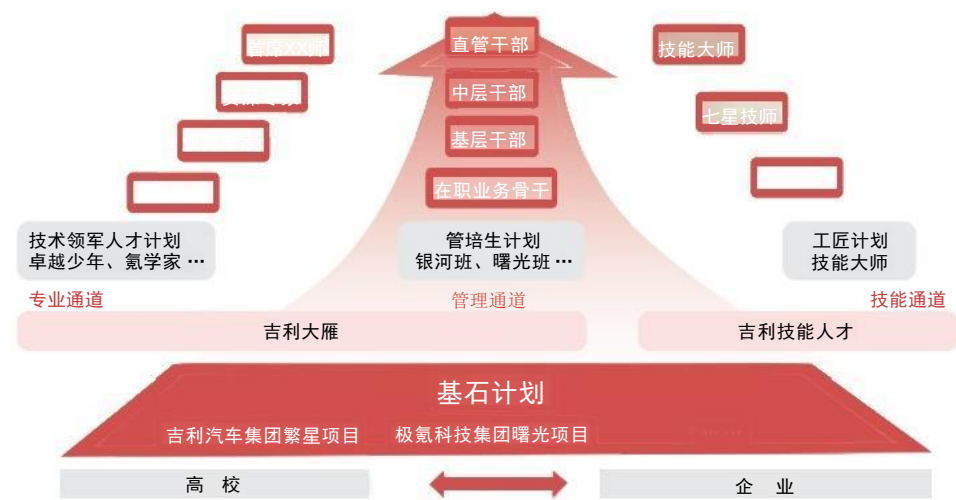 首席XX师
直管干部
技能大师
中层干部
七星技师
基层干部
在职业务骨干
技术领军人才计划
卓越少年、氪学家 …
管培生计划
银河班、曙光班 …
工匠计划
技能大师
专业通道
管理通道
技能通道
吉利大雁
吉利技能人才
基石计划
吉利汽车集团繁星项目
极氪科技集团曙光项目
高 校
企 业